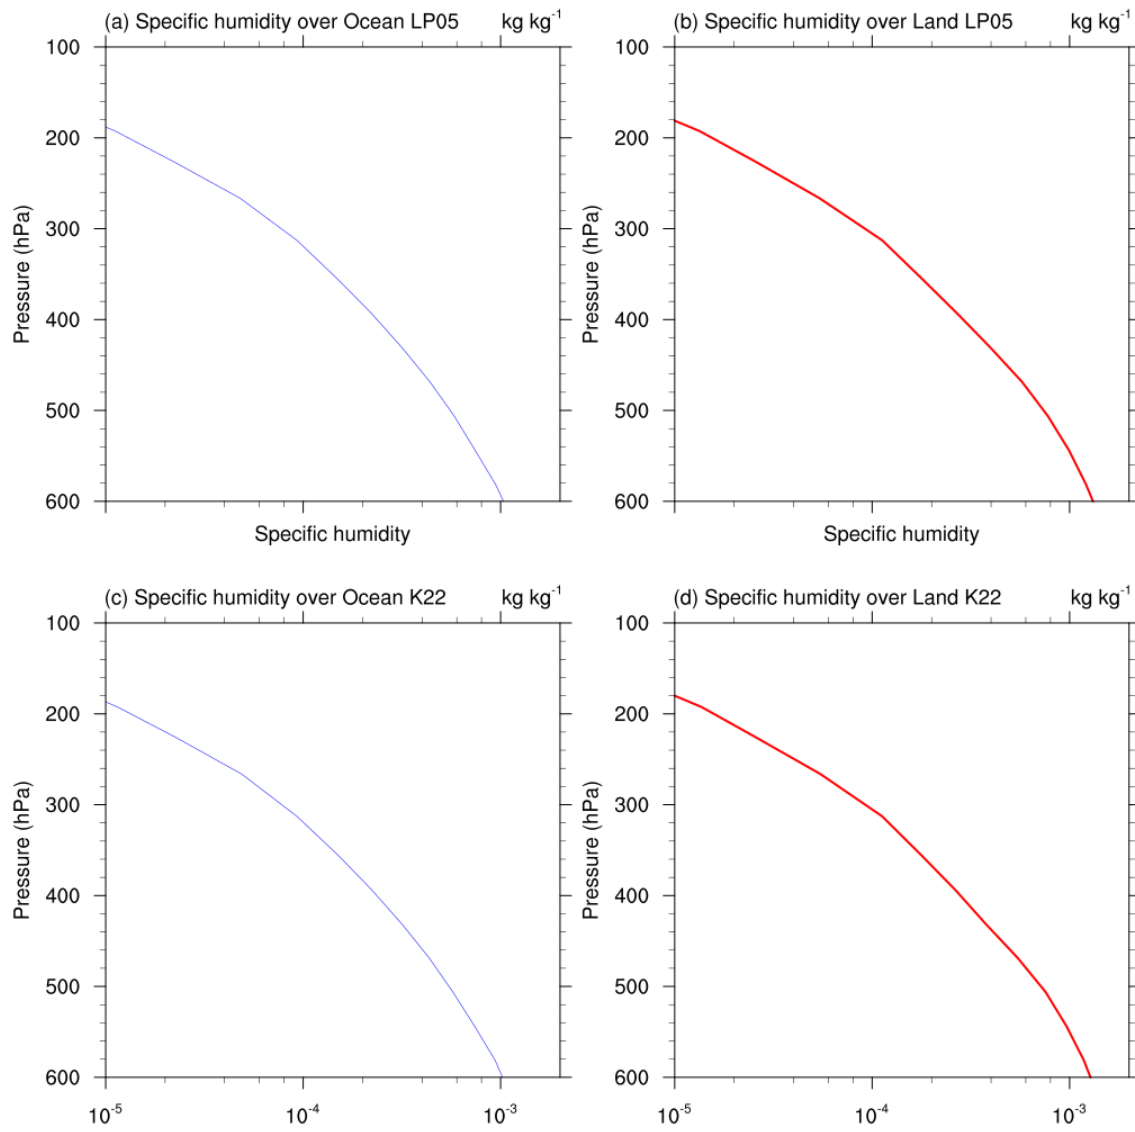 (a) Specific humidity over Ocean LP05 kg kg⁻¹
100
200
300
400
500
600
Pressure (hPa)
Specific humidity
(b) Specific humidity over Land LP05 kg kg⁻¹
100
200
300
400
500
600
Pressure (hPa)
Specific humidity
(c) Specific humidity over Ocean K22 kg kg⁻¹
100
200
300
400
500
600
Pressure (hPa)
10⁻⁵ 10⁻⁴ 10⁻³
(d) Specific humidity over Land K22 kg kg⁻¹
100
200
300
400
500
600
Pressure (hPa)
10⁻⁵ 10⁻⁴ 10⁻³